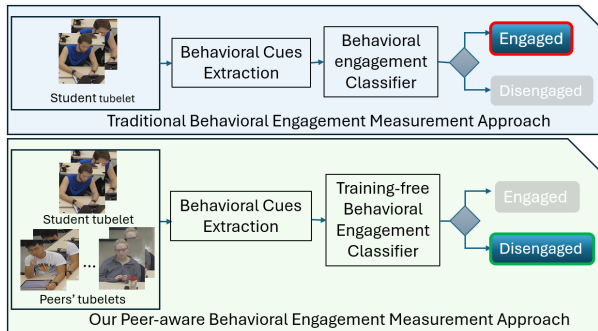 Student tubelet
Behavioral Cues
Extraction
Behavioral
engagement
Classifier
Engaged
Disengaged
Traditional Behavioral Engagement Measurement Approach
Student tubelet
...
Peers' tubelets
Behavioral Cues
Extraction
Training-free
Behavioral
Engagement
Classifier
Engaged
Disengaged
Our Peer-aware Behavioral Engagement Measurement Approach